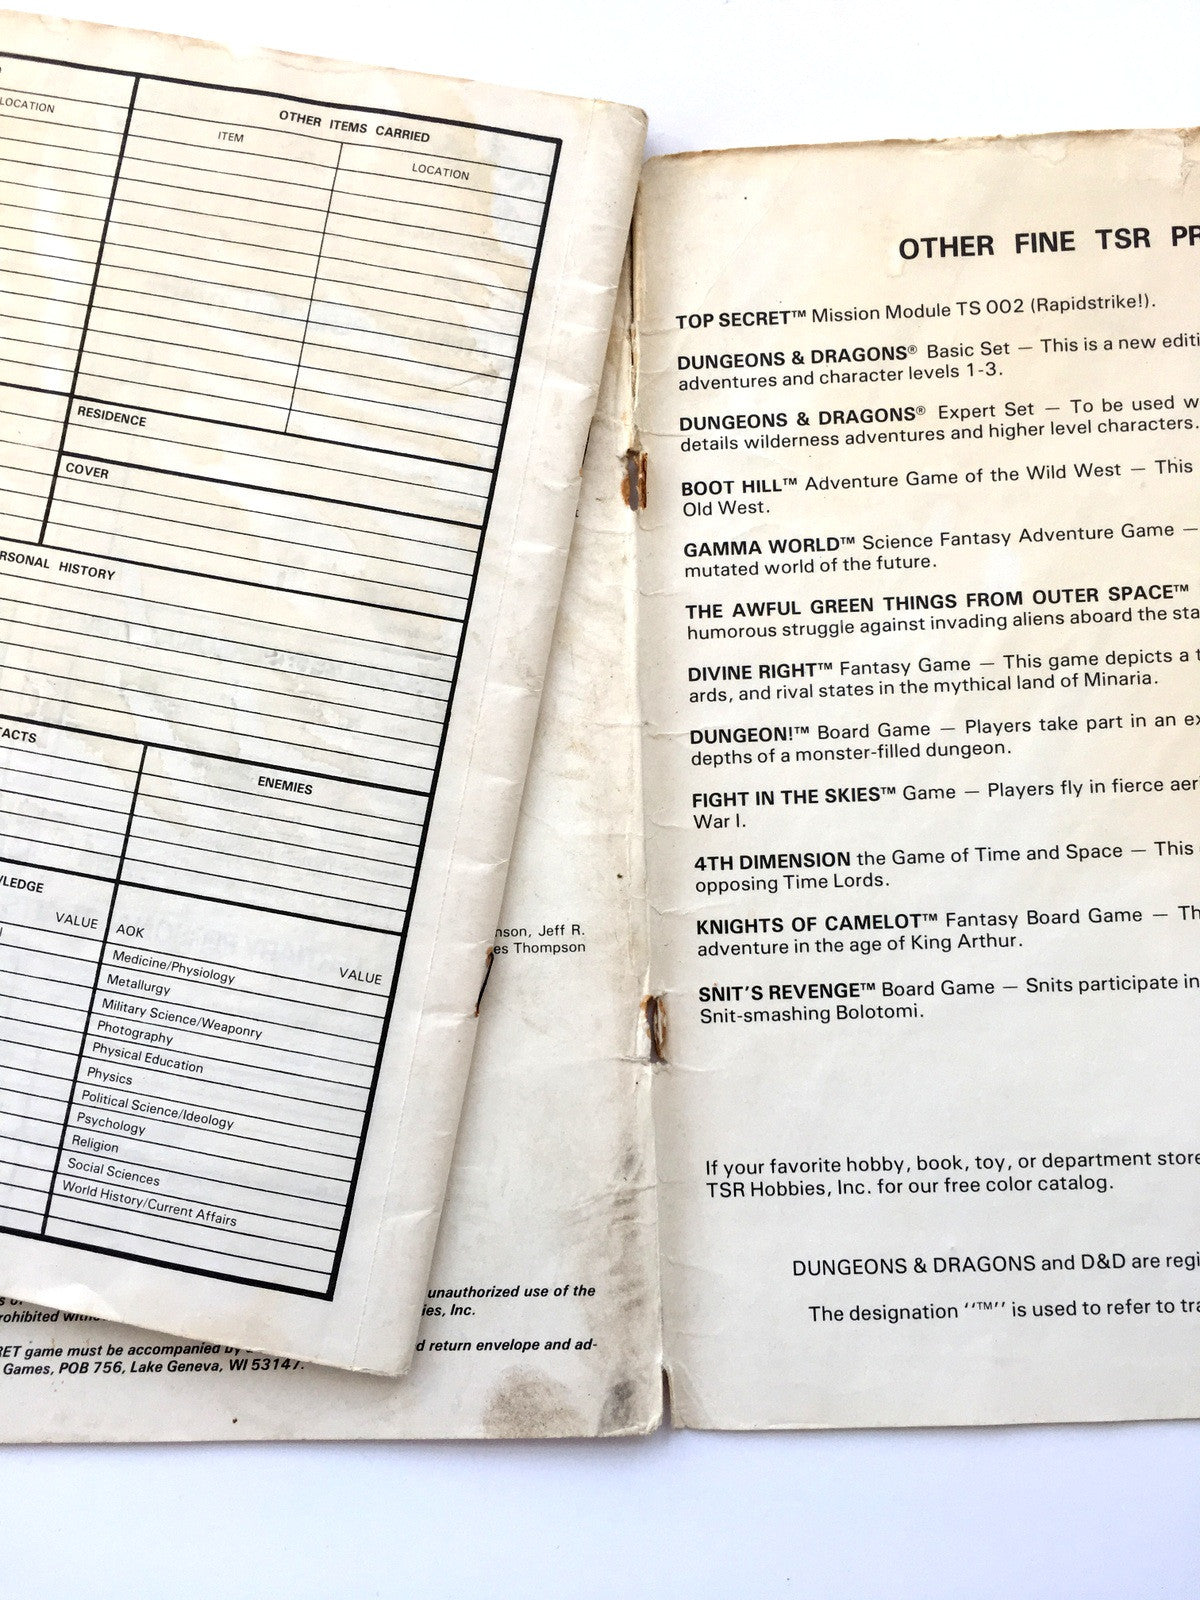 LOCATION
OTHER ITEMS CARRIED
ITEM
LOCATION
RESIDENCE
COVER
RSONAL HISTORY
TACTS
ENEMIES
LEDGE
VALUE
AOK
VALUE
Medicine/Physiology
Metallurgy
Military Science/Weaponry
Photography
Physical Education
Physics
Political Science/Ideology
Psychology
Religion
Social Sciences
World History/Current Affairs
nson, Jeff R.
es Thompson
unauthorized use of the
rohibited
ies, Inc.
RET game must be accompanied by
d return envelope and ad-
Games, POB 756, Lake Geneva, WI 53147.
OTHER FINE TSR PR
TOP SECRET™ Mission Module TS 002 (Rapidstrike!).
DUNGEONS & DRAGONS® Basic Set — This is a new editi
adventures and character levels 1-3.
DUNGEONS & DRAGONS® Expert Set — To be used w
details wilderness adventures and higher level characters.
BOOT HILL™ Adventure Game of the Wild West — This
Old West.
GAMMA WORLD™ Science Fantasy Adventure Game —
mutated world of the future.
THE AWFUL GREEN THINGS FROM OUTER SPACE™
humorous struggle against invading aliens aboard the sta
DIVINE RIGHT™ Fantasy Game — This game depicts a t
ards, and rival states in the mythical land of Minaria.
DUNGEON!™ Board Game — Players take part in an ex
depths of a monster-filled dungeon.
FIGHT IN THE SKIES™ Game — Players fly in fierce aer
War I.
4TH DIMENSION the Game of Time and Space — This
opposing Time Lords.
KNIGHTS OF CAMELOT™ Fantasy Board Game — Th
adventure in the age of King Arthur.
SNIT'S REVENGE™ Board Game — Snits participate in
Snit-smashing Bolotomi.
If your favorite hobby, book, toy, or department store
TSR Hobbies, Inc. for our free color catalog.
DUNGEONS & DRAGONS and D&D are regi
The designation "™" is used to refer to tra